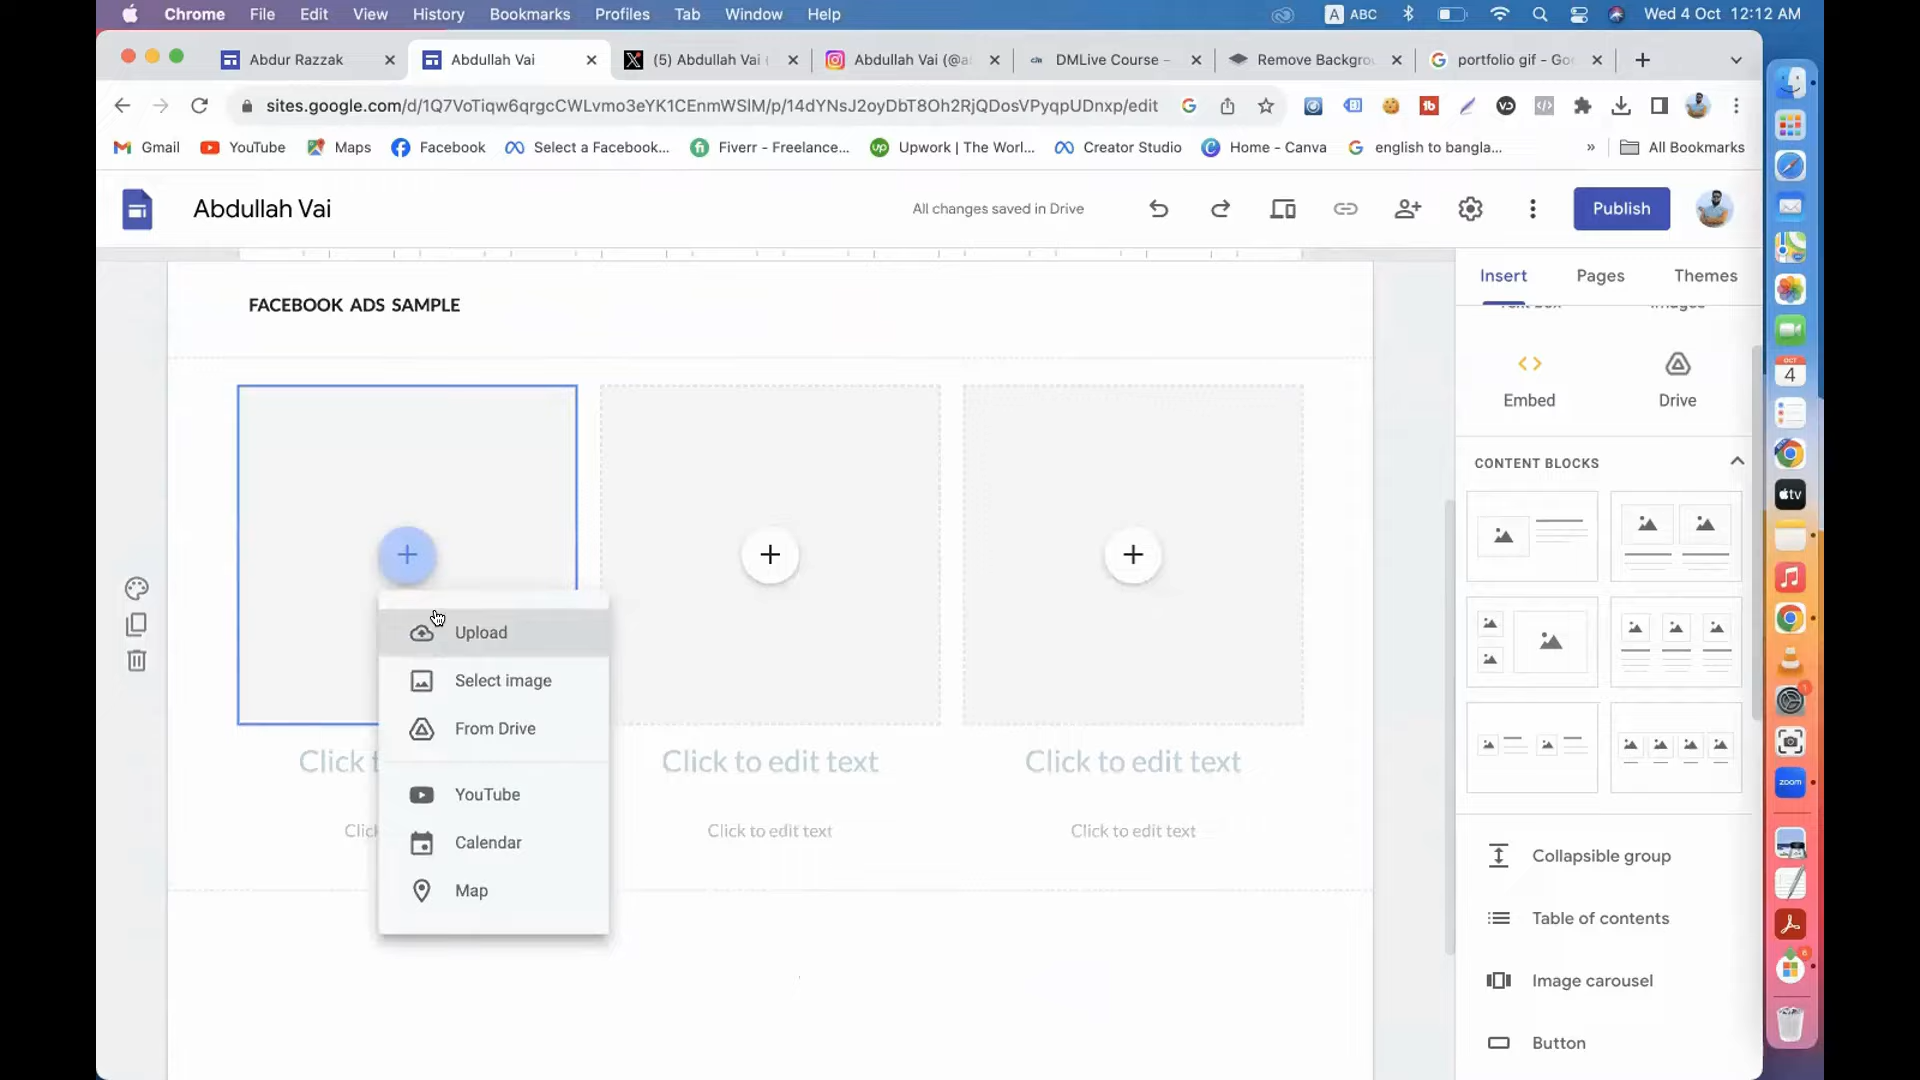 Chrome File Edit View History Bookmarks Profiles Tab Window Help A ABC Wed 4 Oct 12:12 AM
Abdur Razzak Abdullah Vai (5) Abdullah Vai Abdullah Vai (@a DMLive Course – Remove Backgro portfolio gif - Go
sites.google.com/d/1Q7VoTiqw6qrgcCWLvmo3eYK1CEnmWSlM/p/14dYNsJ2oyDbT8Oh2RjQDosVPyqpUDnxp/edit
Gmail YouTube Maps Facebook Select a Facebook... Fiverr - Freelance... Upwork | The Worl... Creator Studio Home - Canva english to bangla... » All Bookmarks
Abdullah Vai All changes saved in Drive Publish
Insert Pages Themes
FACEBOOK ADS SAMPLE
Embed Drive
CONTENT BLOCKS
OCT
4
tv
Upload
Select image
From Drive
YouTube
Calendar
Map
Click t
Click to edit text
Click to edit text
Click to edit text
Click to edit text
zoom
Collapsible group
Table of contents
Image carousel
Button